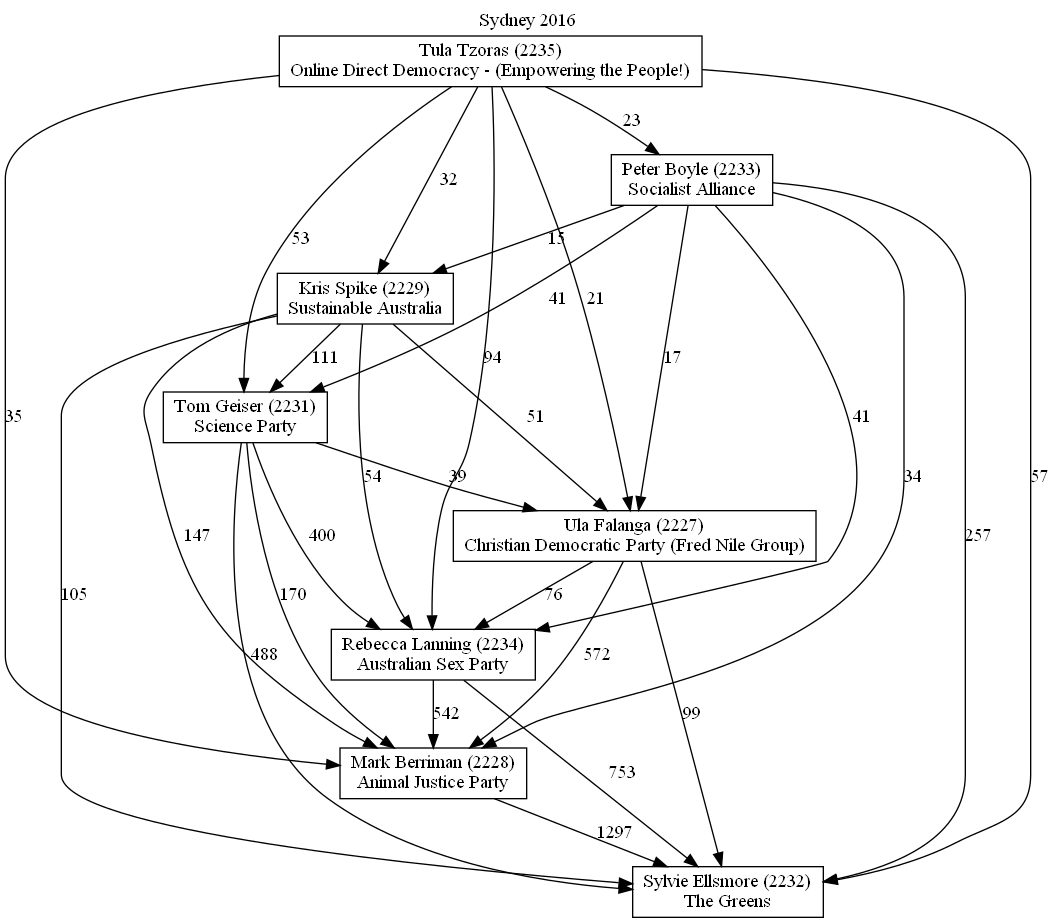 Sydney 2016
Tula Tzoras (2235)
Online Direct Democracy - (Empowering the People!)
23
Peter Boyle (2233)
Socialist Alliance
32
53
15
Kris Spike (2229)
Sustainable Australia
41
21
111
94
17
Tom Geiser (2231)
Science Party
35
51
41
54
39
34
Ula Falanga (2227)
Christian Democratic Party (Fred Nile Group)
147
400
257
57
105
170
76
Rebecca Lanning (2234)
Australian Sex Party
488
572
542
99
Mark Berriman (2228)
Animal Justice Party
753
1297
Sylvie Ellsmore (2232)
The Greens